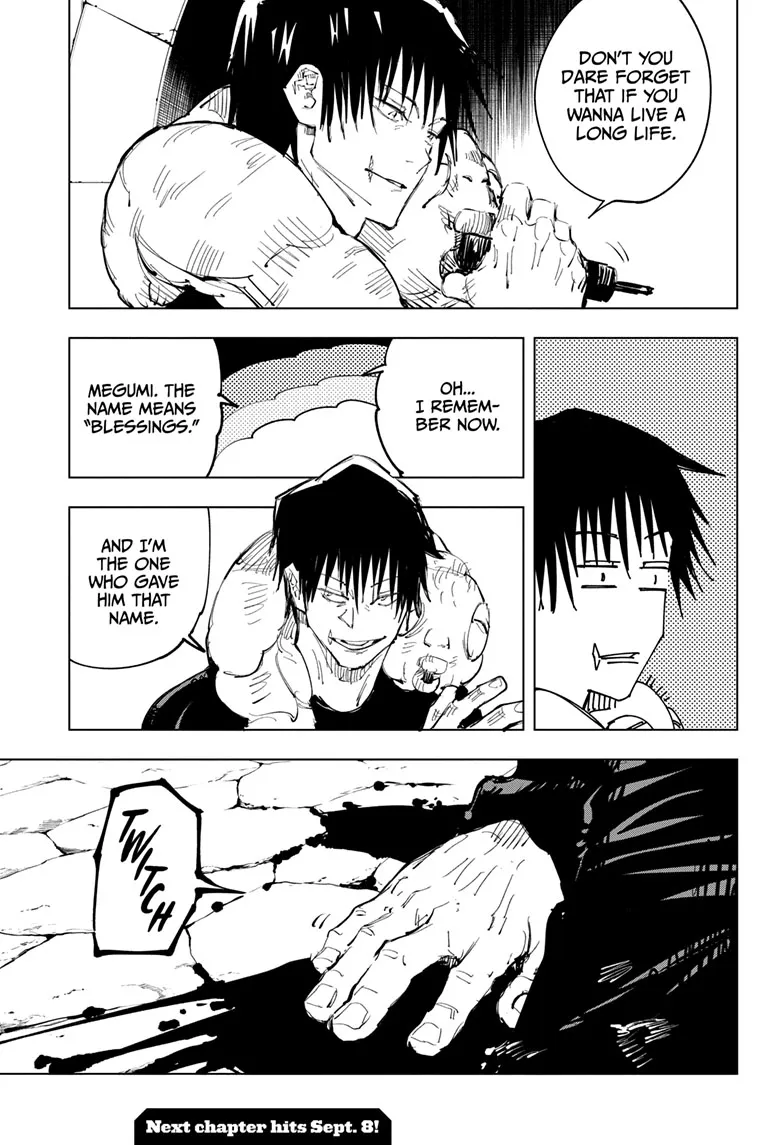 DON'T YOU
DARE FORGET
THAT IF YOU
WANNA LIVE A
LONG LIFE.
OH...
I REMEM-
BER NOW.
MEGUMI. THE
NAME MEANS
“BLESSINGS.”
AND I'M
THE ONE
WHO GAVE
HIM THAT
NAME.
TWITCH
Next chapter hits Sept. 8!